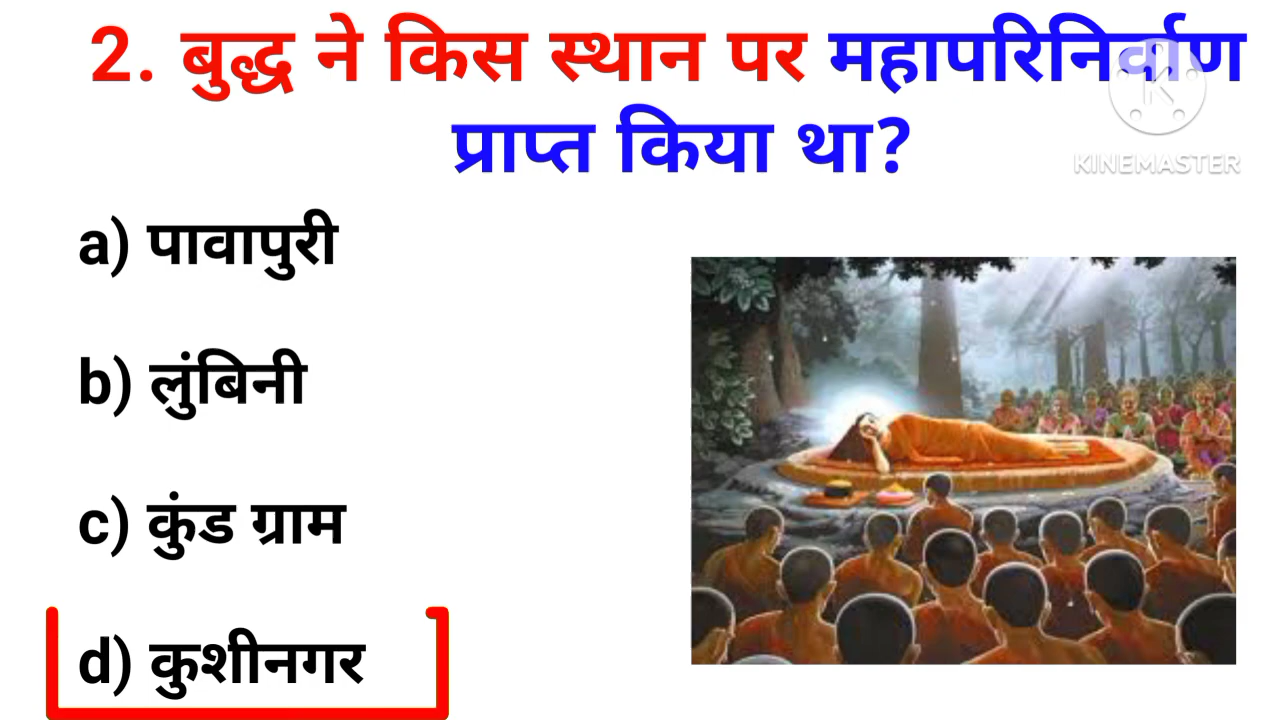 2. बुद्ध ने किस स्थान पर महापरिनिर्वाण
प्राप्त किया था?
KINEMASTER
a) पावापुरी
b) लुंबिनी
c) कुंड ग्राम
d) कुशीनगर